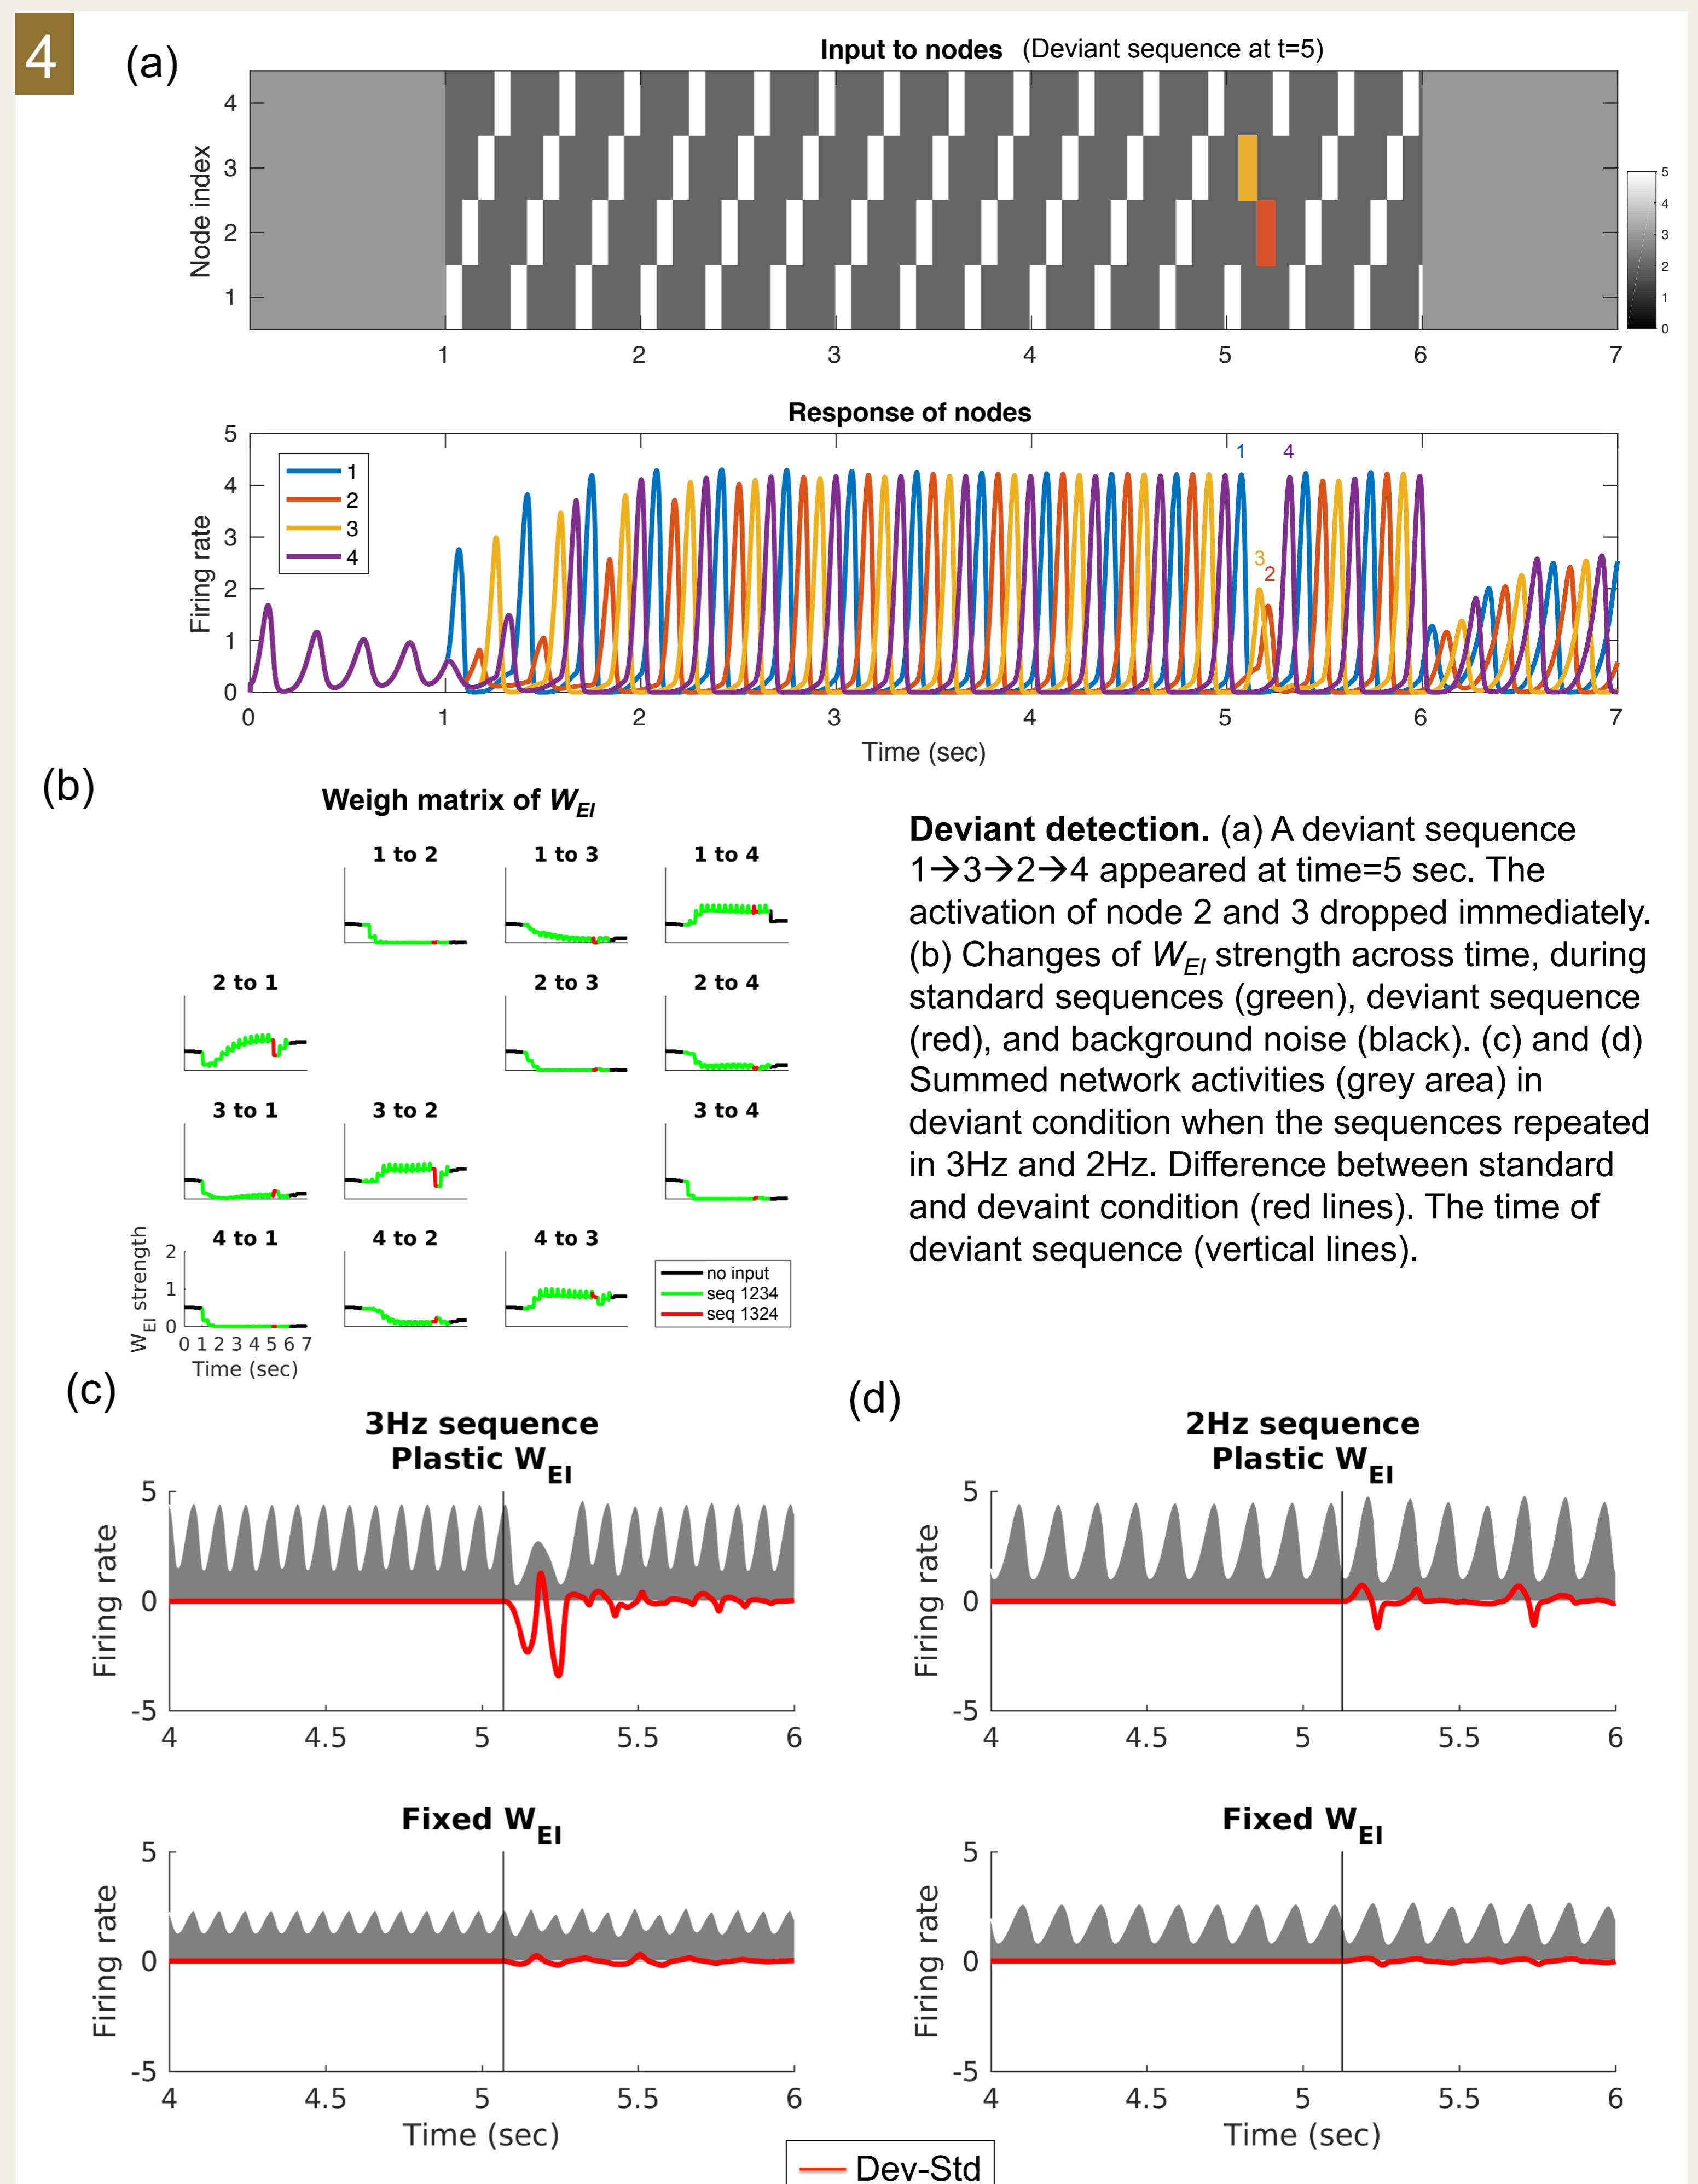 4
(a)
Input to nodes (Deviant sequence at t=5)
Node index
4
3
2
1
5
4
3
2
1
0
1 2 3 4 5 6 7
Response of nodes
Firing rate
5
4
3
2
1
0
1
2
3
4
1
4
3
2
0 1 2 3 4 5 6 7
Time (sec)
(b)
Weigh matrix of WEI
1 to 2
1 to 3
1 to 4
2 to 1
2 to 3
2 to 4
3 to 1
3 to 2
3 to 4
4 to 1
4 to 2
4 to 3
WEI strength
2
1
0
0 1 2 3 4 5 6 7
Time (sec)
no input
seq 1234
seq 1324
Deviant detection. (a) A deviant sequence
1→3→2→4 appeared at time=5 sec. The
activation of node 2 and 3 dropped immediately.
(b) Changes of WEI strength across time, during
standard sequences (green), deviant sequence
(red), and background noise (black). (c) and (d)
Summed network activities (grey area) in
deviant condition when the sequences repeated
in 3Hz and 2Hz. Difference between standard
and devaint condition (red lines). The time of
deviant sequence (vertical lines).
(c)
3Hz sequence
Plastic WEI
Firing rate
5
0
-5
4 4.5 5 5.5 6
Fixed WEI
Firing rate
5
0
-5
4 4.5 5 5.5 6
Time (sec)
(d)
2Hz sequence
Plastic WEI
Firing rate
5
0
-5
4 4.5 5 5.5 6
Fixed WEI
Firing rate
5
0
-5
4 4.5 5 5.5 6
Time (sec)
Dev-Std